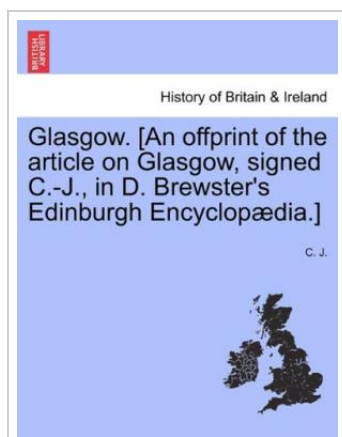 BRITISH
LIBRARY
History of Britain & Ireland
Glasgow. [An offprint of the
article on Glasgow, signed
C.-J., in D. Brewster's
Edinburgh Encyclopædia.]
C. J.